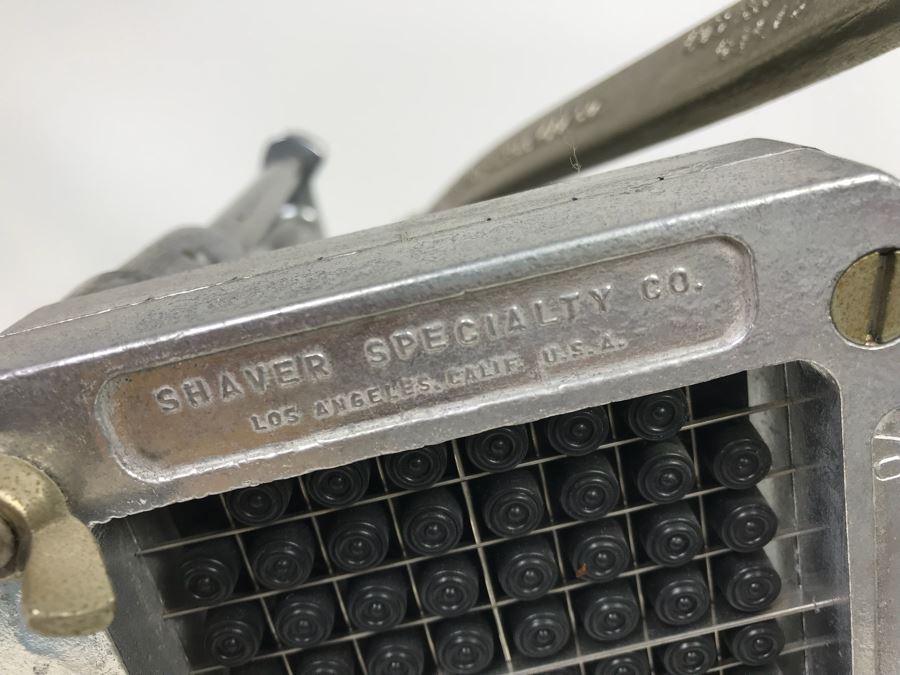 SHAVER SPECIALTY CO.
LOS ANGELES, CALIF. U.S.A.